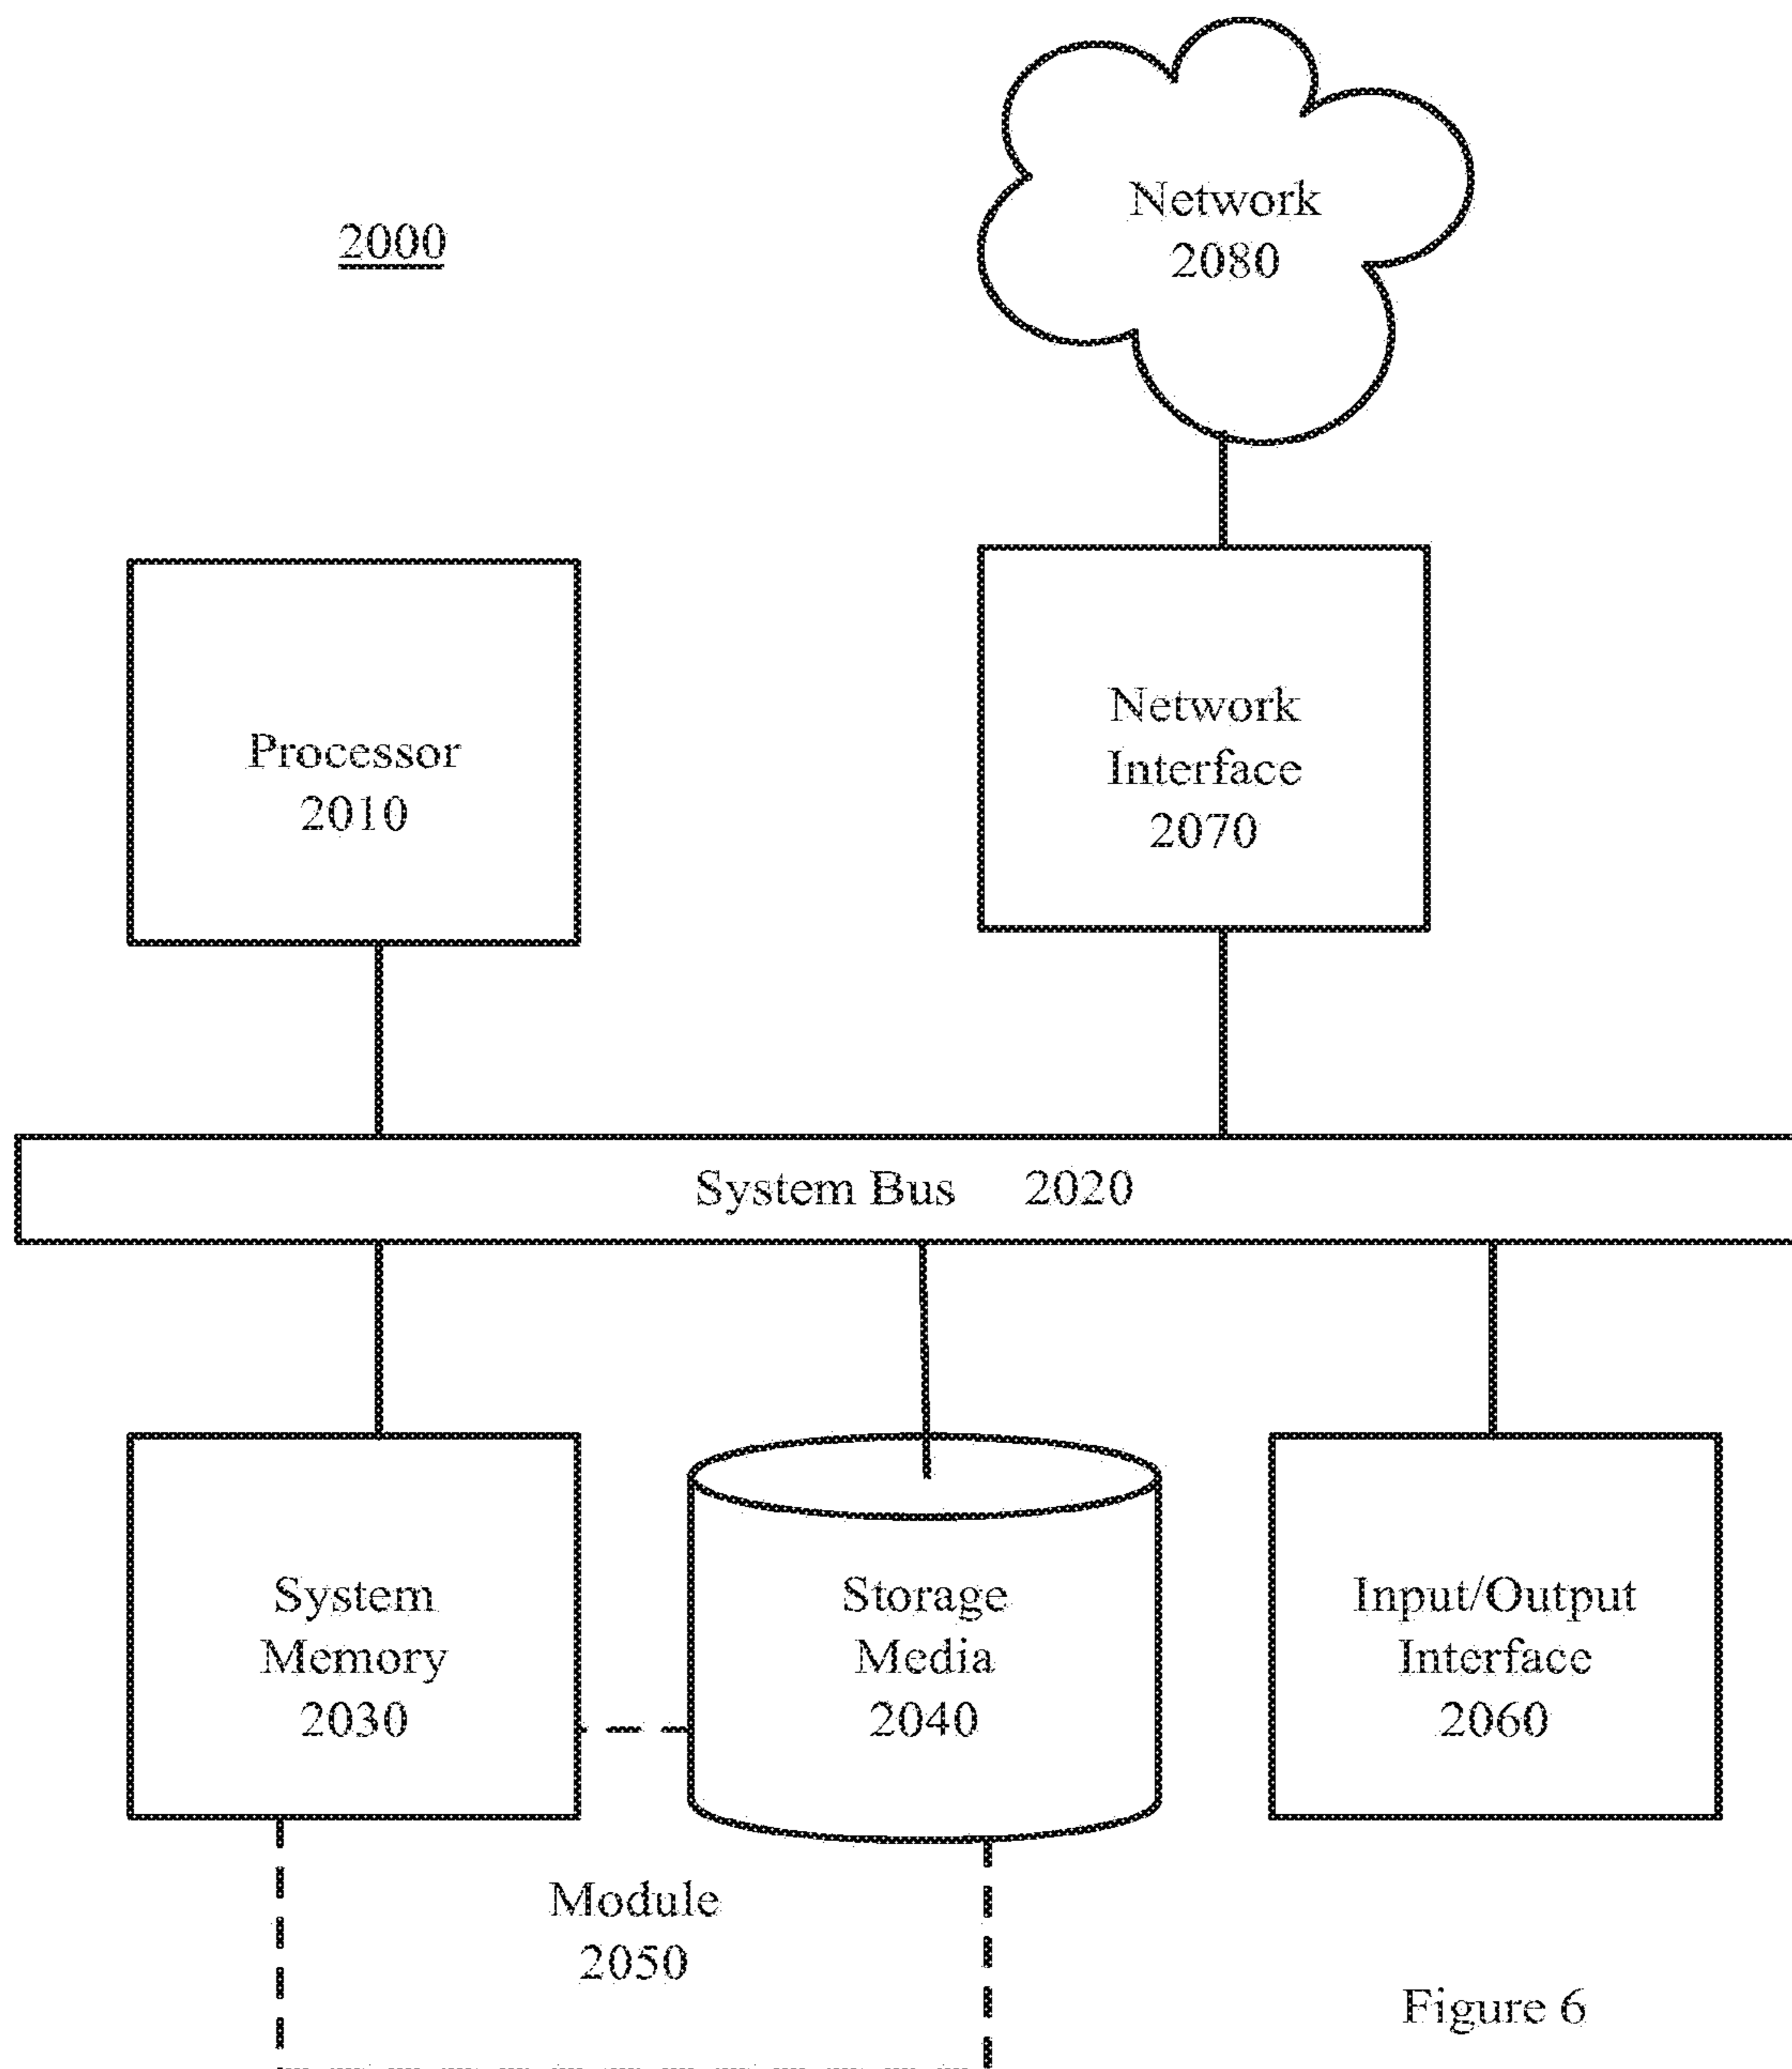 2000
Network
2080
Processor
2010
Network
Interface
2070
System Bus 2020
System
Memory
2030
Storage
Media
2040
Input/Output
Interface
2060
Module
2050
Figure 6